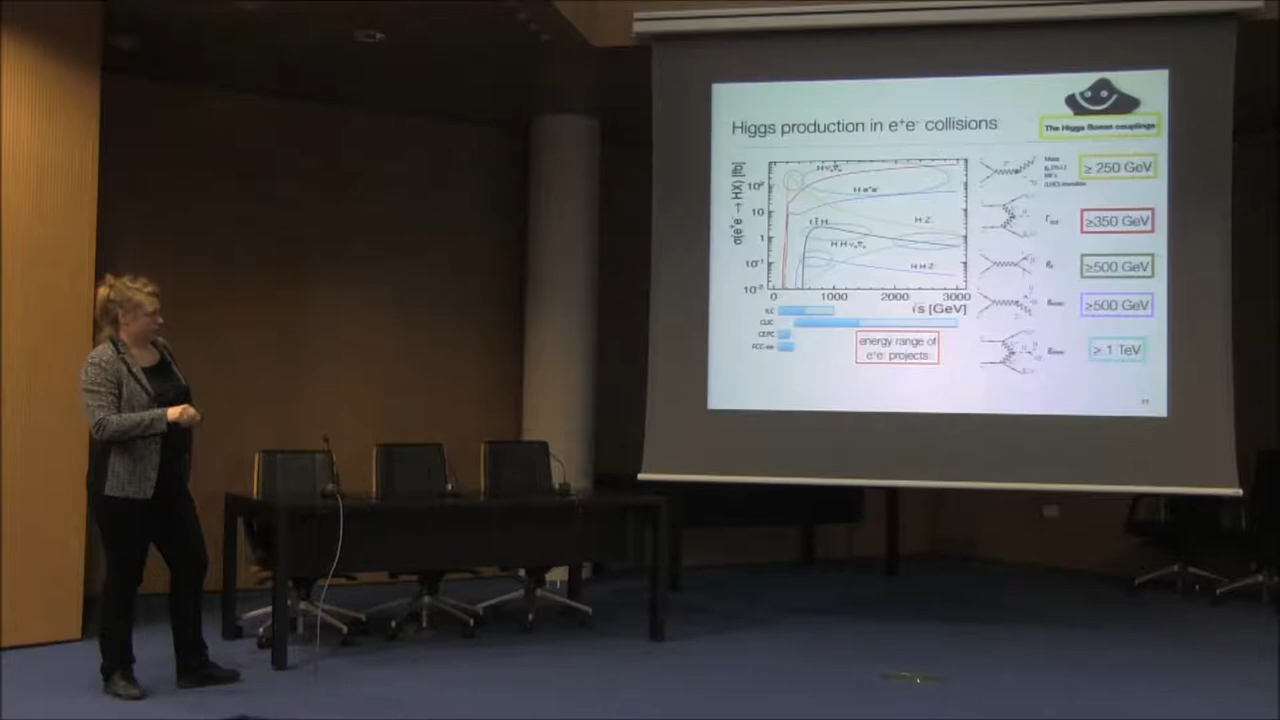 Higgs production in e⁺e⁻ collisions
The Higgs Boson couplings
σ(e⁺e⁻ → HX) [fb]
10²
10
1
10⁻¹
10⁻²
H νₑν̅ₑ
H e⁺e⁻
t t̅ H
H Z
H H νₑν̅ₑ
H H Z
0
1000
2000
3000
√s [GeV]
ILC
CLIC
CEPC
FCC-ee
energy range of
e⁺e⁻ projects
≥ 250 GeV
≥350 GeV
≥500 GeV
≥500 GeV
≥ 1 TeV